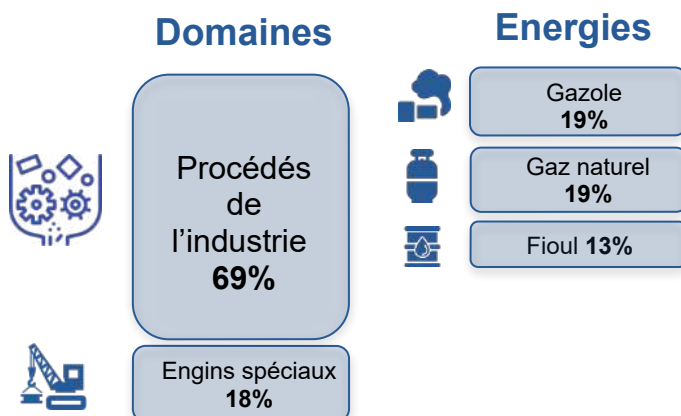 Domaines
Procédés
de
l’industrie
69%
Engins spéciaux
18%
Energies
Gazole
19%
Gaz naturel
19%
Fioul 13%